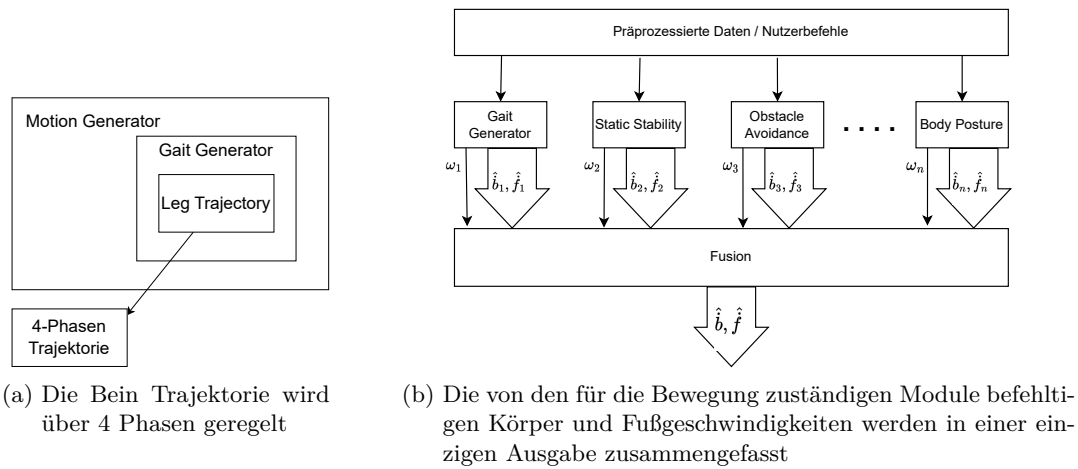 Motion Generator
Gait Generator
Leg Trajectory
4-Phasen
Trajektorie
(a) Die Bein Trajektorie wird
über 4 Phasen geregelt
Präprozessierte Daten / Nutzerbefehle
Gait
Generator
Static Stability
Obstacle
Avoidance
. . . .
Body Posture
ω₁
ω₂
ω₃
ωₙ
b̂̇₁, f̂̇₁
b̂̇₂, f̂̇₂
b̂̇₃, f̂̇₃
b̂̇ₙ, f̂̇ₙ
Fusion
b̂̇, f̂̇
(b) Die von den für die Bewegung zuständigen Module befehlti-
gen Körper und Fußgeschwindigkeiten werden in einer ein-
zigen Ausgabe zusammengefasst